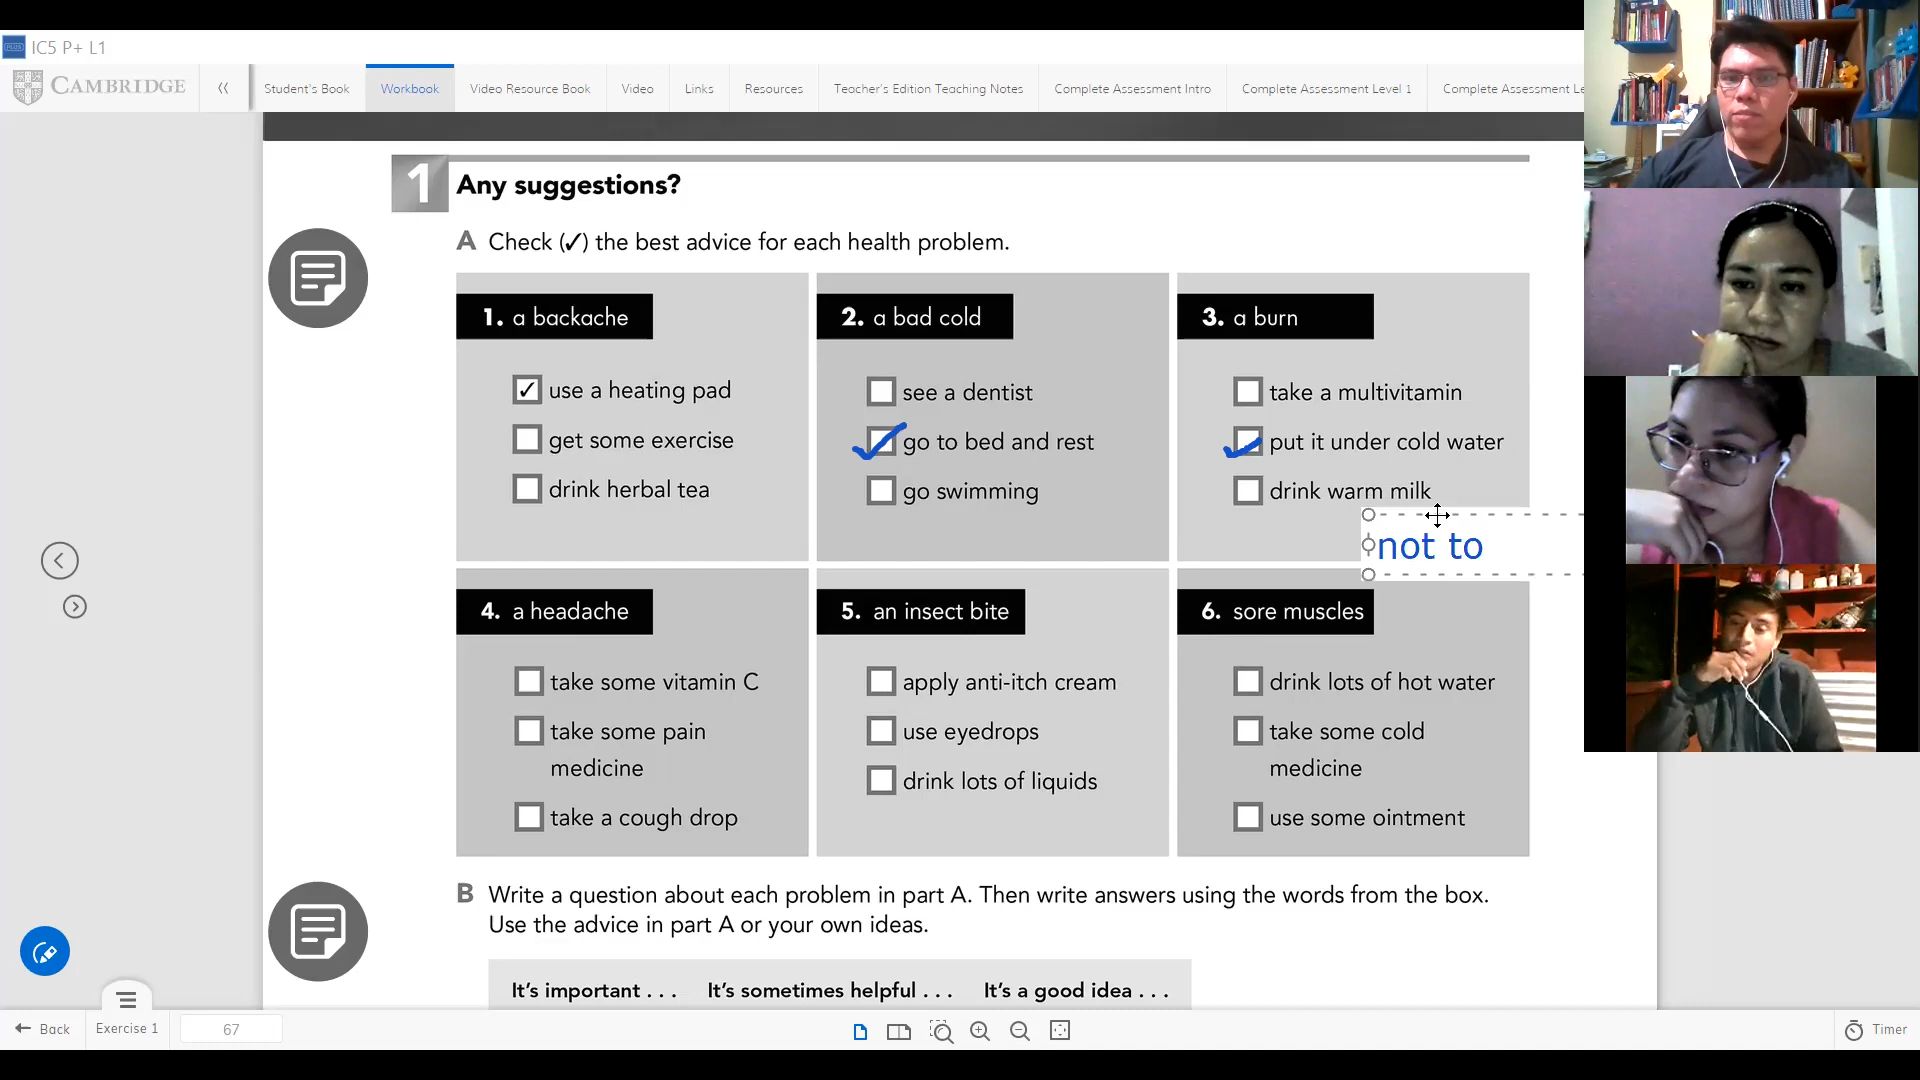 IC5 P+ L1
CAMBRIDGE
Student's Book
Workbook
Video Resource Book
Video
Links
Resources
Teacher's Edition Teaching Notes
Complete Assessment Intro
Complete Assessment Level 1
Complete Assessment Le
1 Any suggestions?
A Check (✓) the best advice for each health problem.
1. a backache
✓ use a heating pad
get some exercise
drink herbal tea
2. a bad cold
see a dentist
go to bed and rest
go swimming
3. a burn
take a multivitamin
put it under cold water
drink warm milk
not to
4. a headache
take some vitamin C
take some pain
medicine
take a cough drop
5. an insect bite
apply anti-itch cream
use eyedrops
drink lots of liquids
6. sore muscles
drink lots of hot water
take some cold
medicine
use some ointment
B Write a question about each problem in part A. Then write answers using the words from the box.
Use the advice in part A or your own ideas.
It's important . . . It's sometimes helpful . . . It's a good idea . . .
Back
Exercise 1
67
Timer